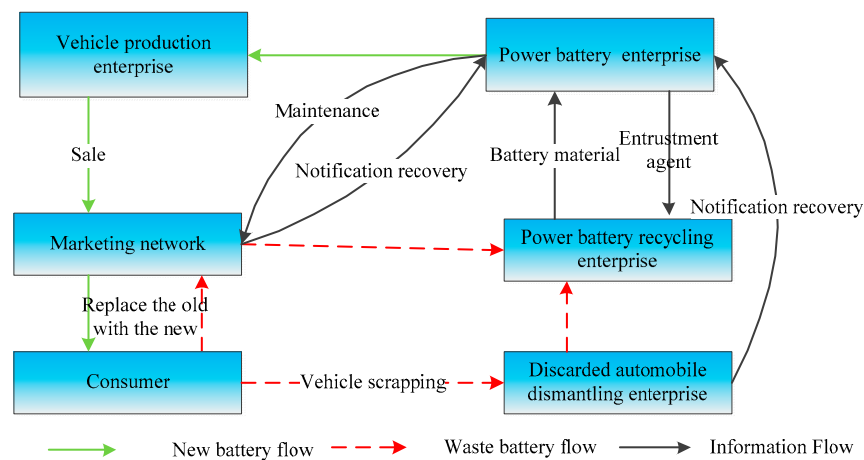 Vehicle production
enterprise
Power battery  enterprise
Maintenance
Sale
Notification recovery
Battery material
Entrustment
agent
Notification recovery
Marketing network
Power battery recycling
enterprise
Replace the old
with the new
Consumer
Vehicle scrapping
Discarded automobile
dismantling enterprise
New battery flow
Waste battery flow
Information Flow